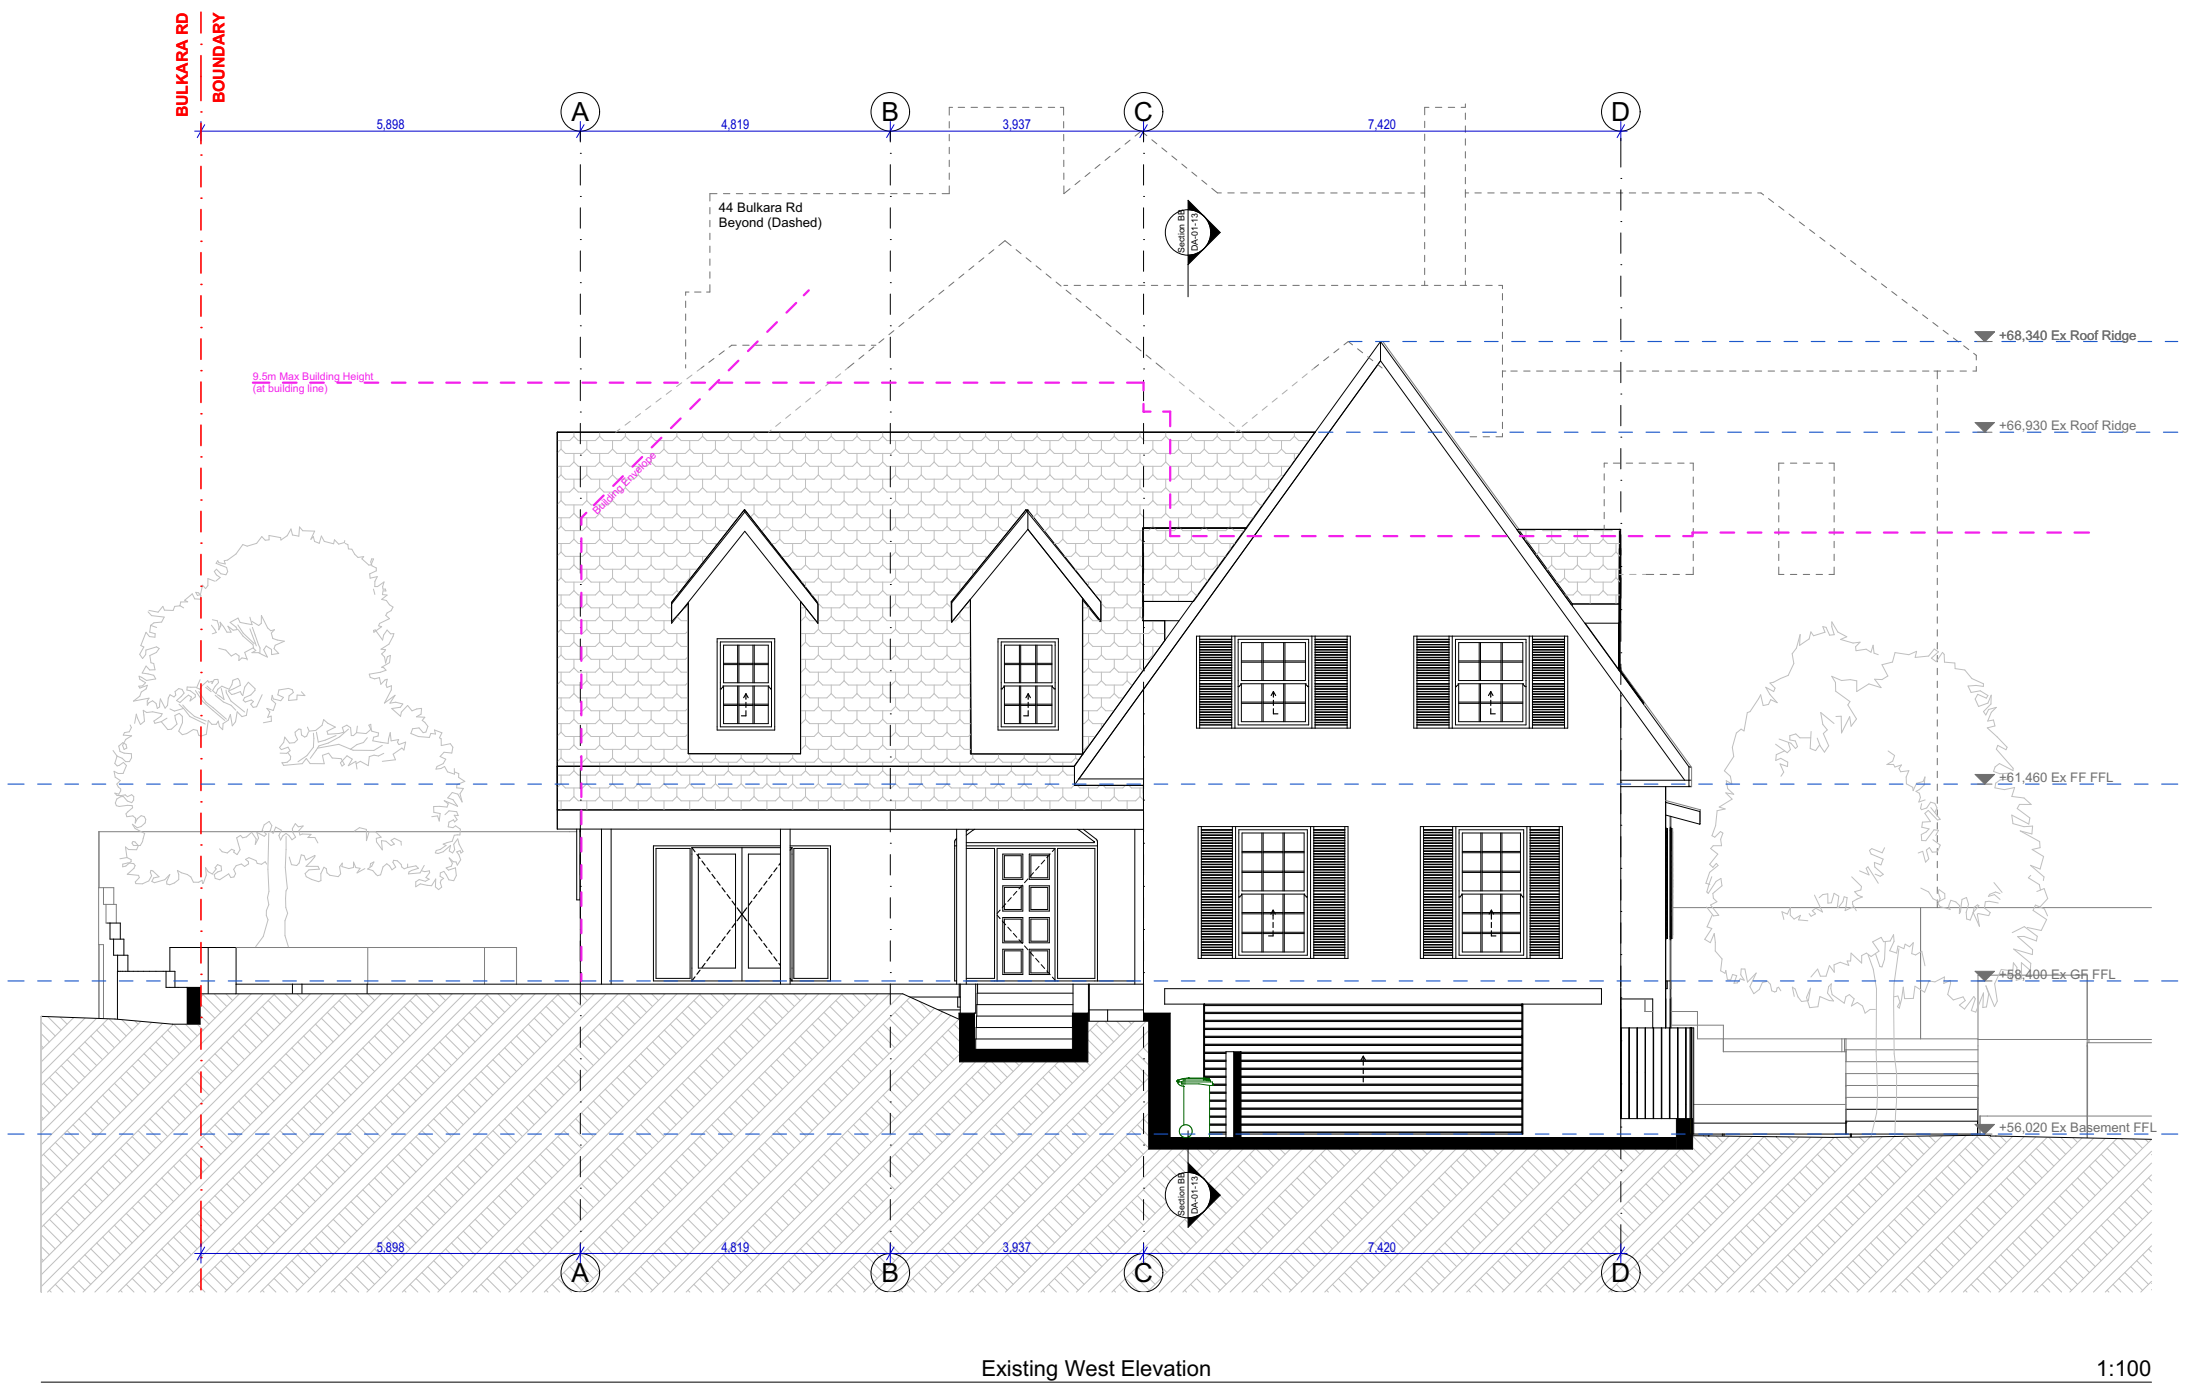 BULKARA RD
BOUNDARY
A
B
C
D
5,898
4,819
3,937
7,420
44 Bulkara Rd
Beyond (Dashed)
Section BB
DA-01-13
+68,340 Ex Roof Ridge
9.5m Max Building Height
(at building line)
+66,930 Ex Roof Ridge
Building Envelope
+61,460 Ex FF FFL
+58,400 Ex GF FFL
+56,020 Ex Basement FFL
Section BB
DA-01-13
5,898
4,819
3,937
7,420
A
B
C
D
Existing West Elevation
1:100